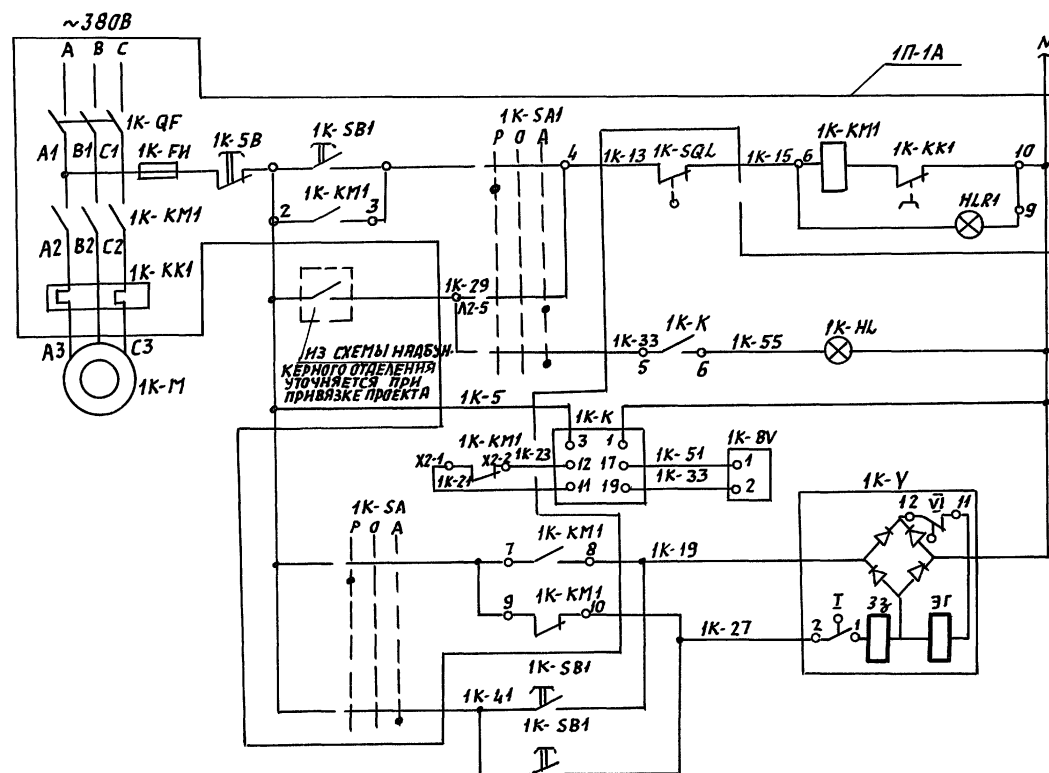 ~380В
А В С
1П-1А
N
1К-QF
1К-SB
1К-SB1
1К-SA1
Р О А
А1 В1 С1
1К-FU
4
1К-13
1К-SQL
1К-15
6
1К-КМ1
1К-КК1
10
1К-КМ1
2
3
HLR1
9
1К-КМ1
А2 В2 С2
1К-КК1
1К-29
Л2-5
А3
С3
1К-М
ИЗ СХЕМЫ НАДБУН-
КЕРНОГО ОТДЕЛЕНИЯ
УТОЧНЯЕТСЯ ПРИ
ПРИВЯЗКЕ ПРОЕКТА
1К-33
5
1К-К
6
1К-55
1К-HL
1К-5
1К-К
3 1
1К-КМ1
Х2-1
Х2-2
1К-23
12 17
1К-51
1К-BV
1
1К-21
11 19
1К-33
2
1К-SA
Р О А
1К-V
12
VI
11
7
1К-КМ1
8
1К-19
9
1К-КМ1
10
1К-27
2
I
1
ЭЗ
ЭГ
1К-41
1К-SB1
1К-SB1